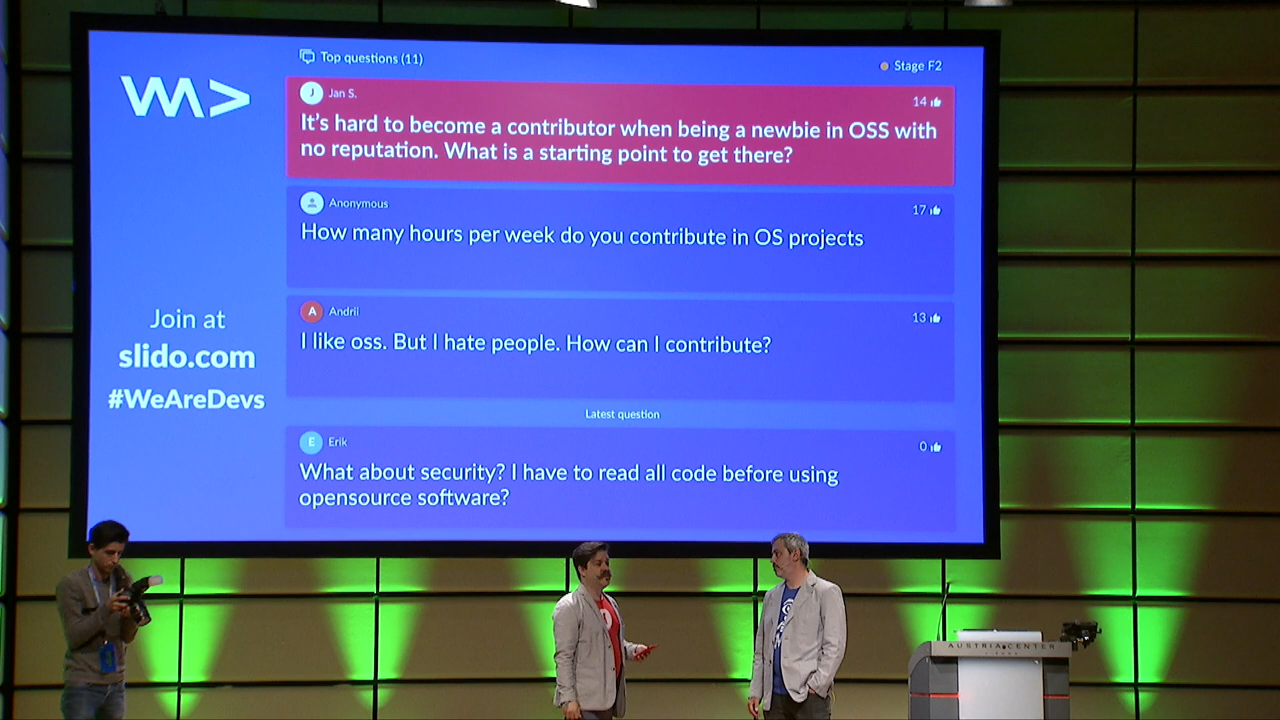 Top questions (11)
Stage F2
WA>
J Jan S.
14
It's hard to become a contributor when being a newbie in OSS with
no reputation. What is a starting point to get there?
Anonymous
17
How many hours per week do you contribute in OS projects
A Andrii
13
I like oss. But I hate people. How can I contribute?
Join at
slido.com
#WeAreDevs
Latest question
E Erik
0
What about security? I have to read all code before using
opensource software?
AUSTRIA CENTER